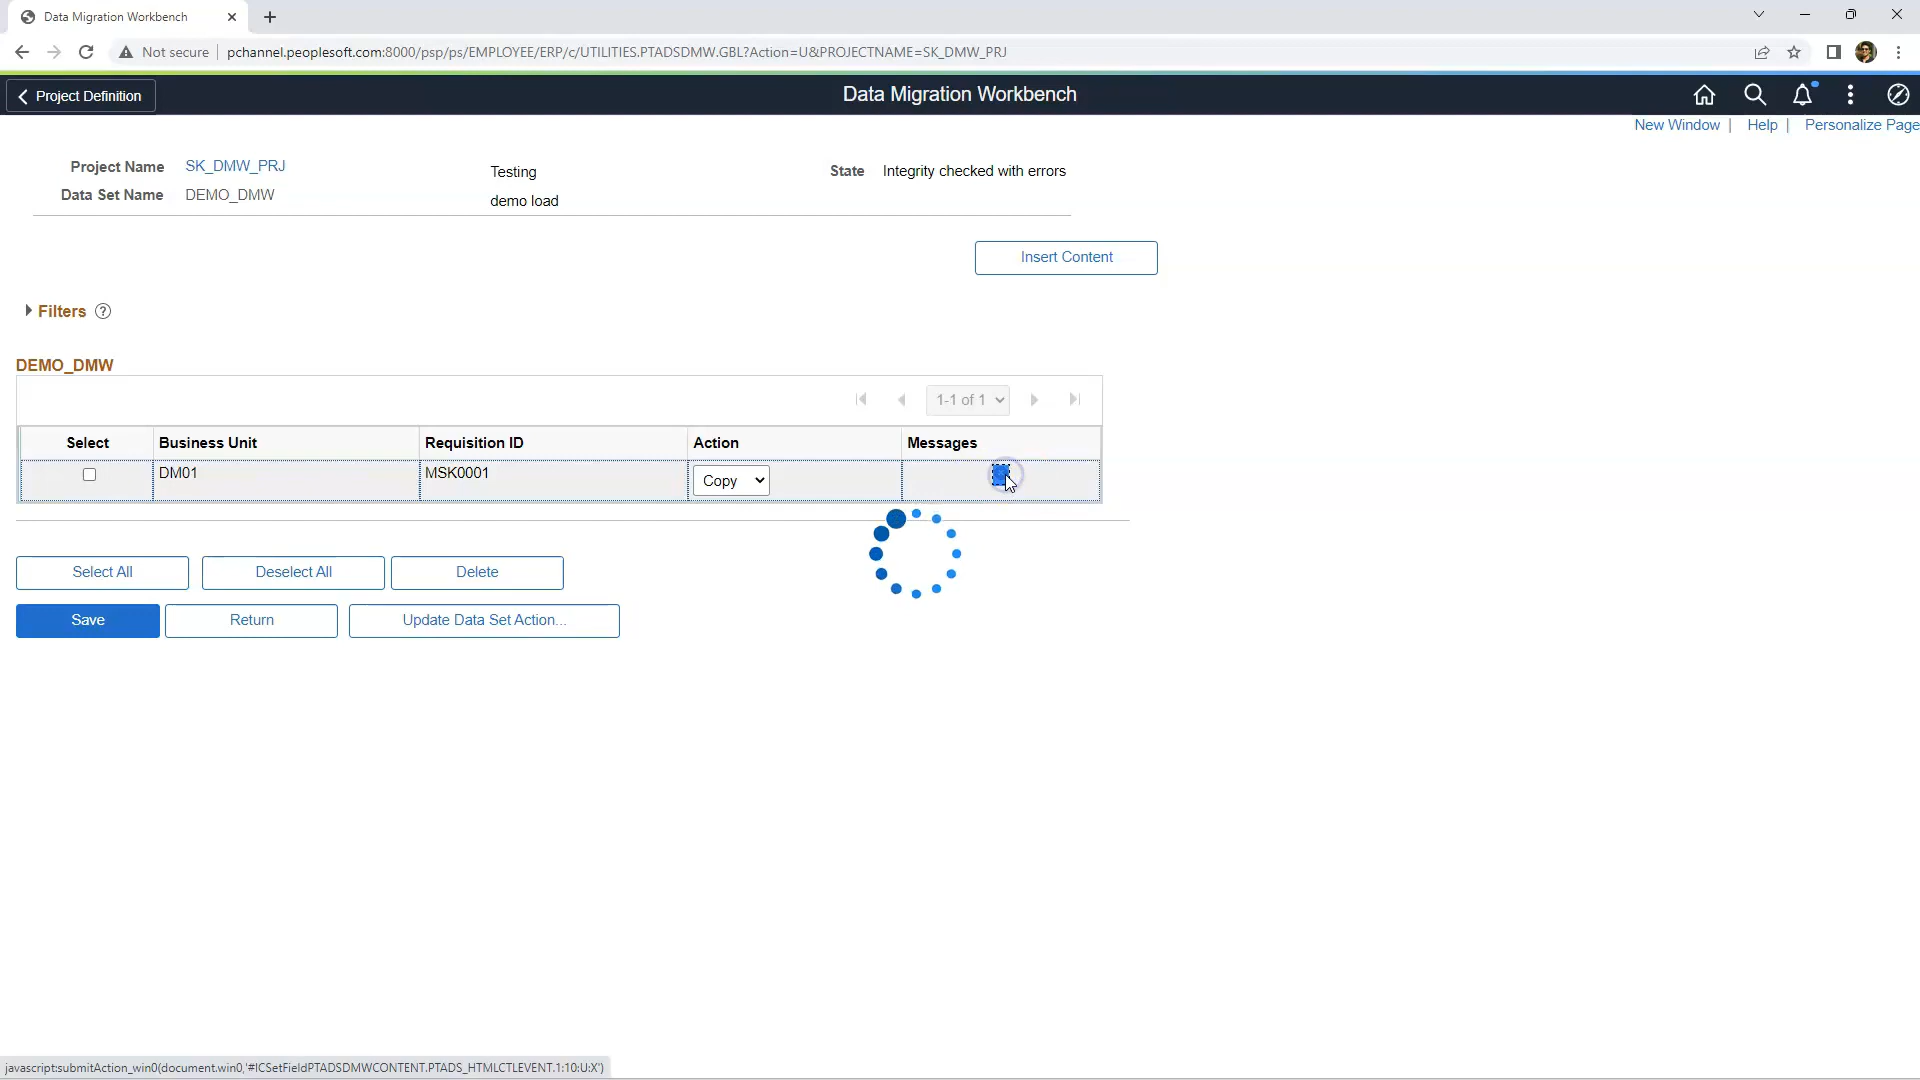 Data Migration Workbench
Not secure
pchannel.peoplesoft.com:8000/psp/ps/EMPLOYEE/ERP/c/UTILITIES.PTADSDMW.GBL?Action=U&PROJECTNAME=SK_DMW_PRJ
Project Definition
Data Migration Workbench
New Window | Help | Personalize Page
Project Name SK_DMW_PRJ Testing State Integrity checked with errors
Data Set Name DEMO_DMW demo load
Insert Content
Filters ?
DEMO_DMW
1-1 of 1
Select Business Unit Requisition ID Action Messages
DM01 MSK0001 Copy
Select All Deselect All Delete
Save Return Update Data Set Action...
javascript:submitAction_win0(document.win0,'#ICSetFieldPTADSDMWCONTENT.PTADS_HTMLCTLEVENT.1:10:U:X')